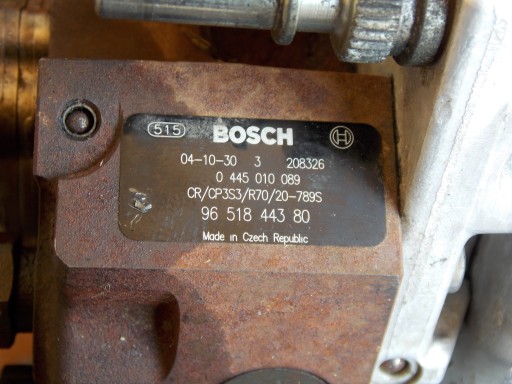 515 BOSCH
04-10-30 3 208326
0 445 010 089
CR/CP3S3/R70/20-789S
96 518 443 80
Made in Czech Republic